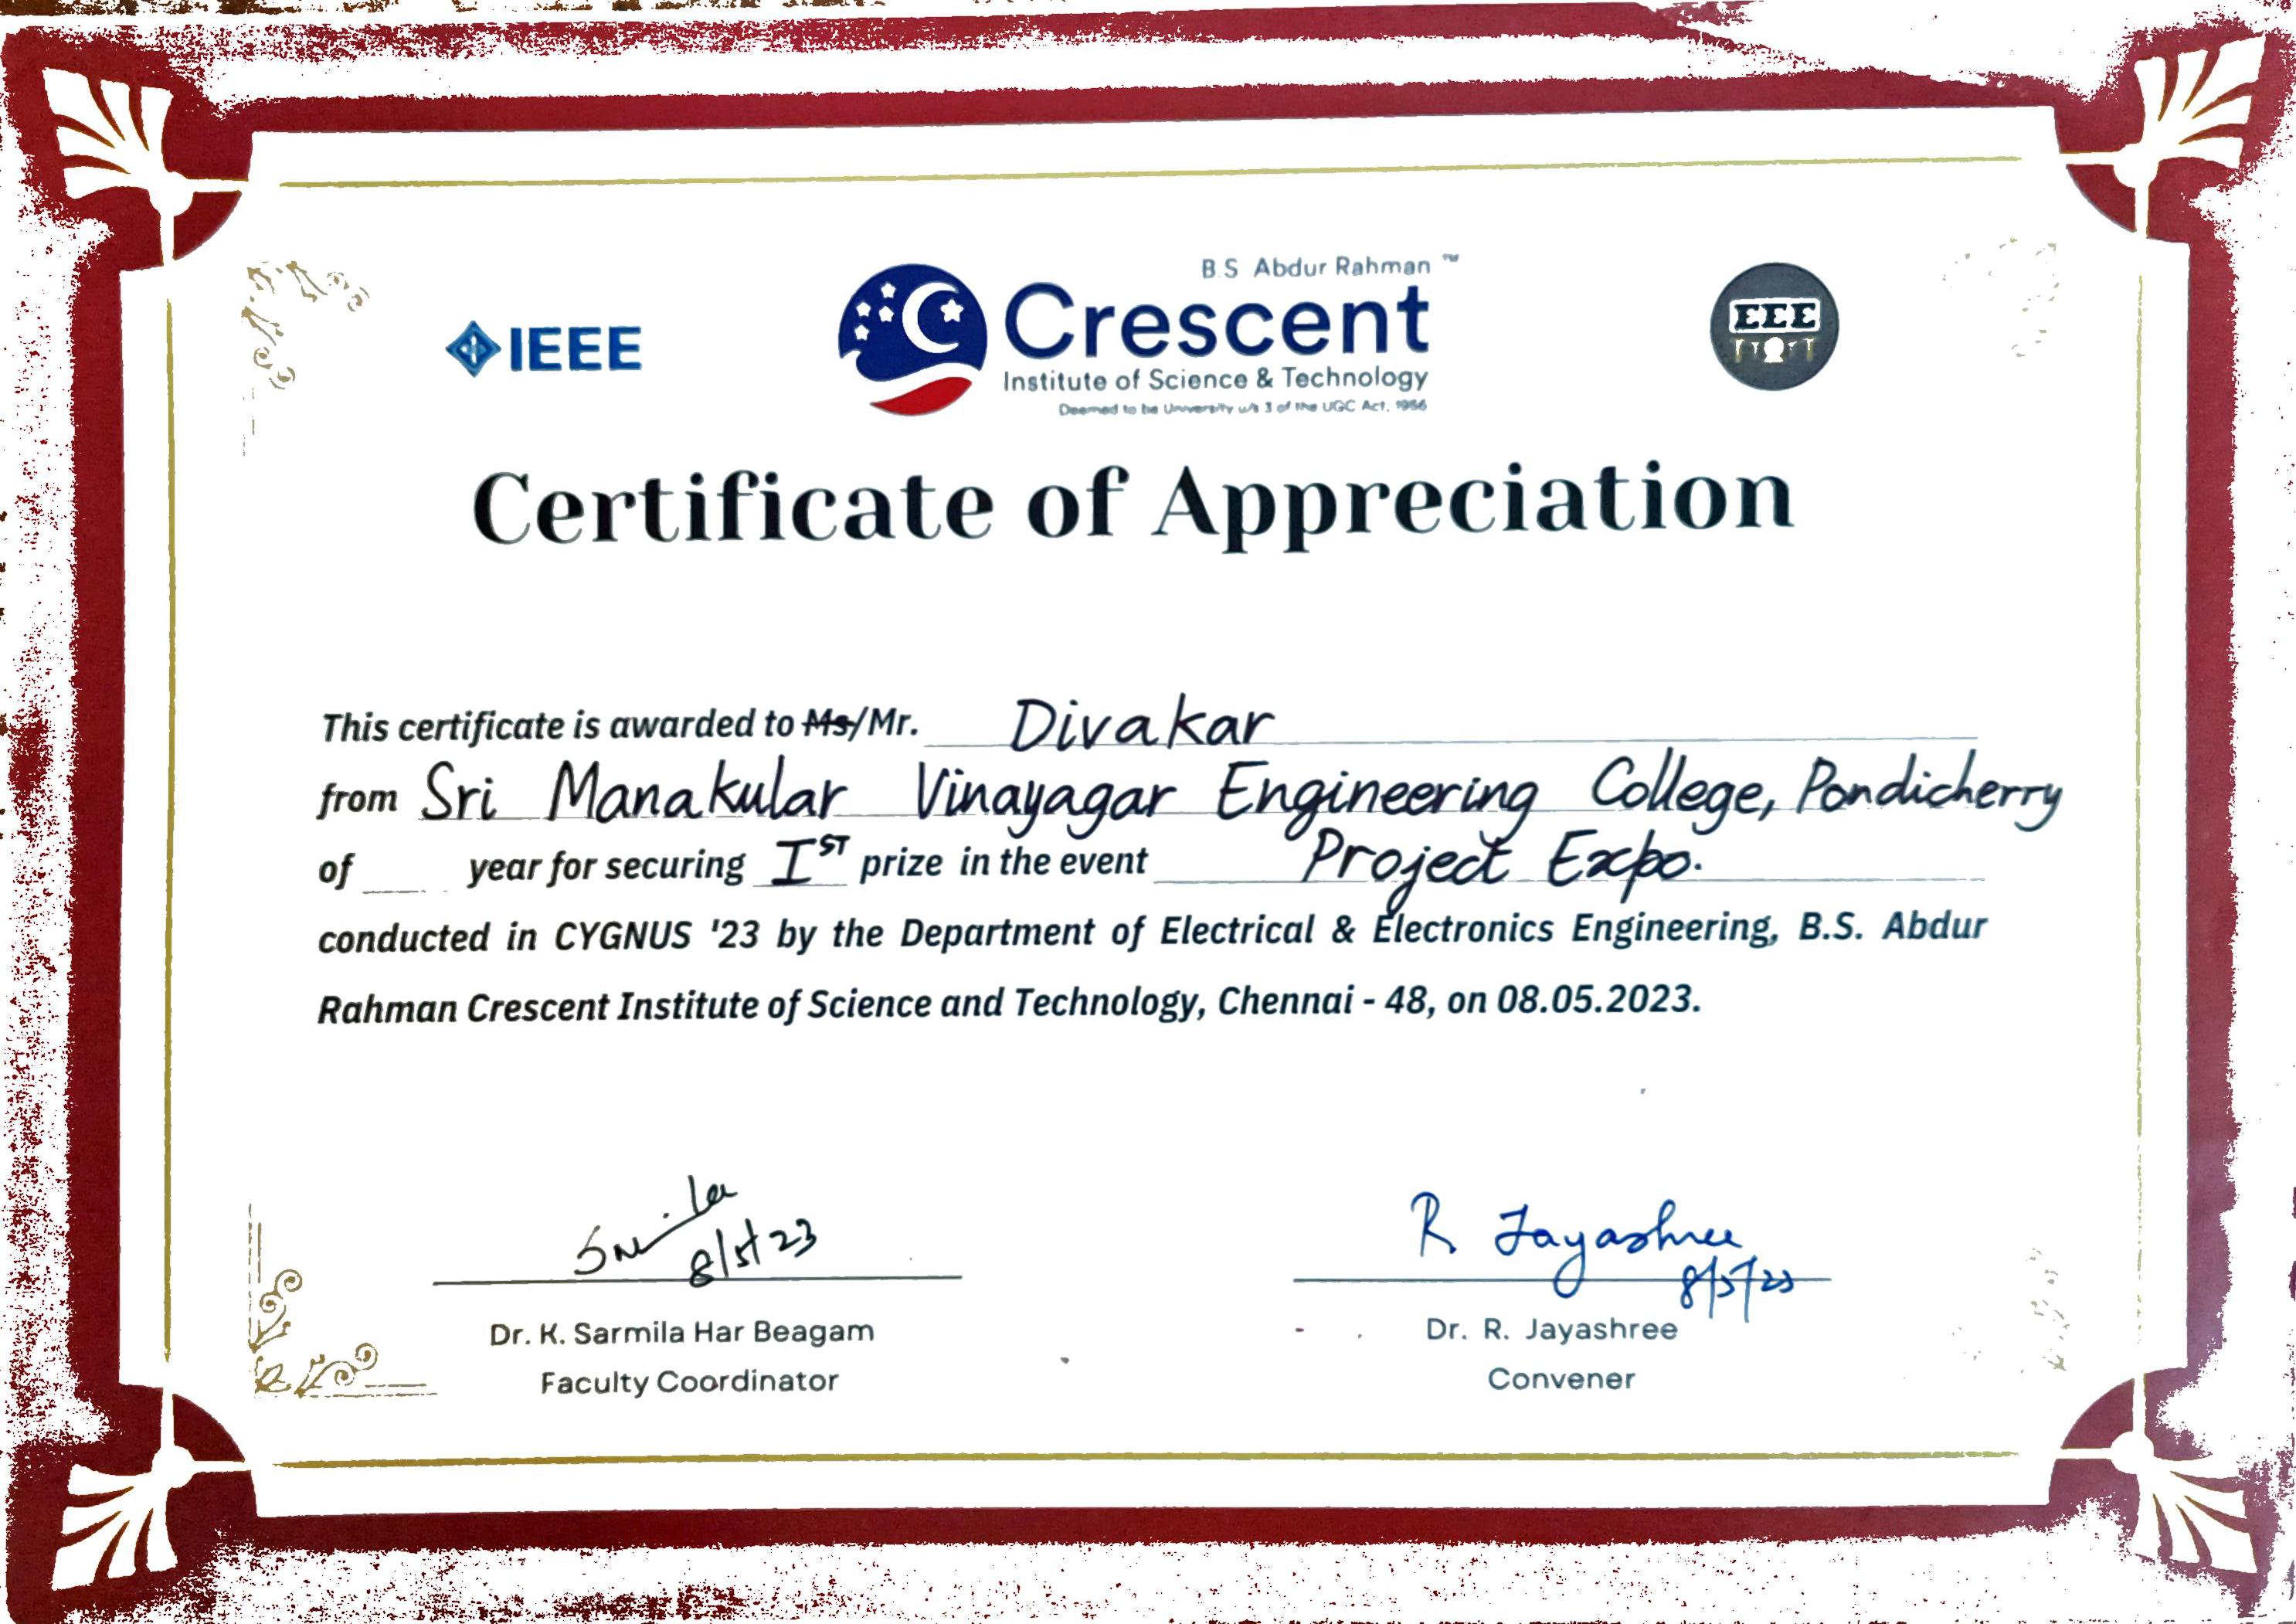 B.S Abdur Rahman ™
IEEE
Crescent
EEE
Institute of Science & Technology
Deemed to be University u/s 3 of the UGC Act, 1956
Certificate of Appreciation
This certificate is awarded to Ms/Mr. Divakar
from Sri Manakular Vinayagar Engineering College, Pondicherry
of ____ year for securing Iˢᵀ prize in the event Project Expo.
conducted in CYGNUS '23 by the Department of Electrical & Electronics Engineering, B.S. Abdur
Rahman Crescent Institute of Science and Technology, Chennai - 48, on 08.05.2023.
8/5/23
R Jayashree
8/5/23
Dr. K. Sarmila Har Beagam
Dr. R. Jayashree
Faculty Coordinator
Convener